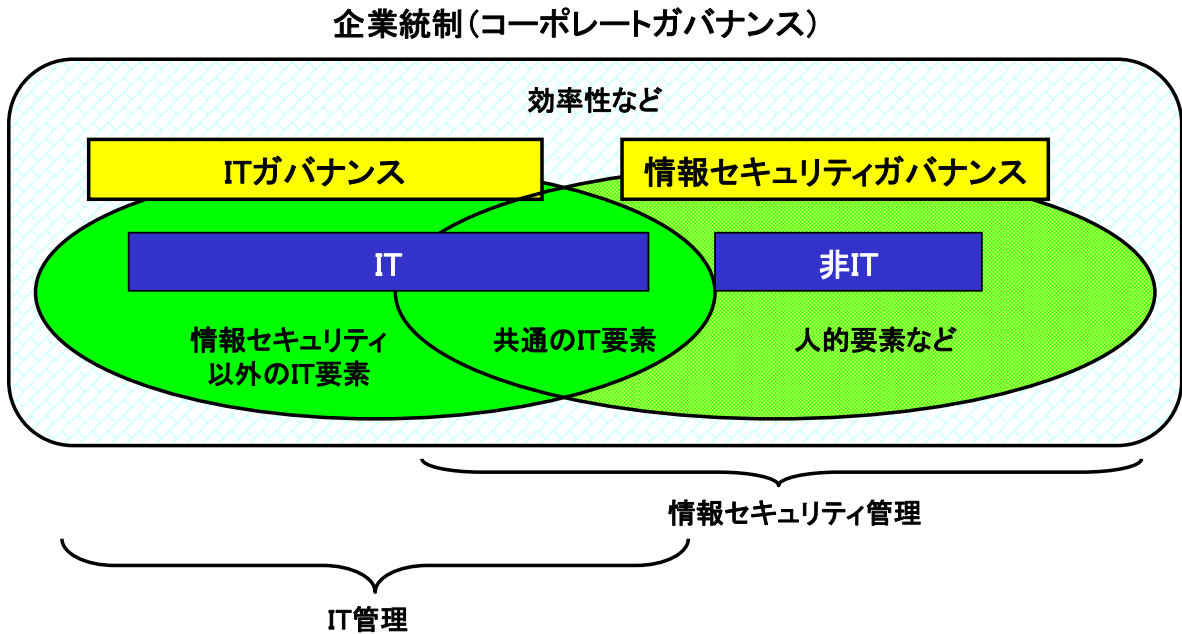 企業統制（コーポレートガバナンス）
効率性など
ITガバナンス
情報セキュリティガバナンス
IT
非IT
情報セキュリティ
以外のIT要素
共通のIT要素
人的要素など
情報セキュリティ管理
IT管理